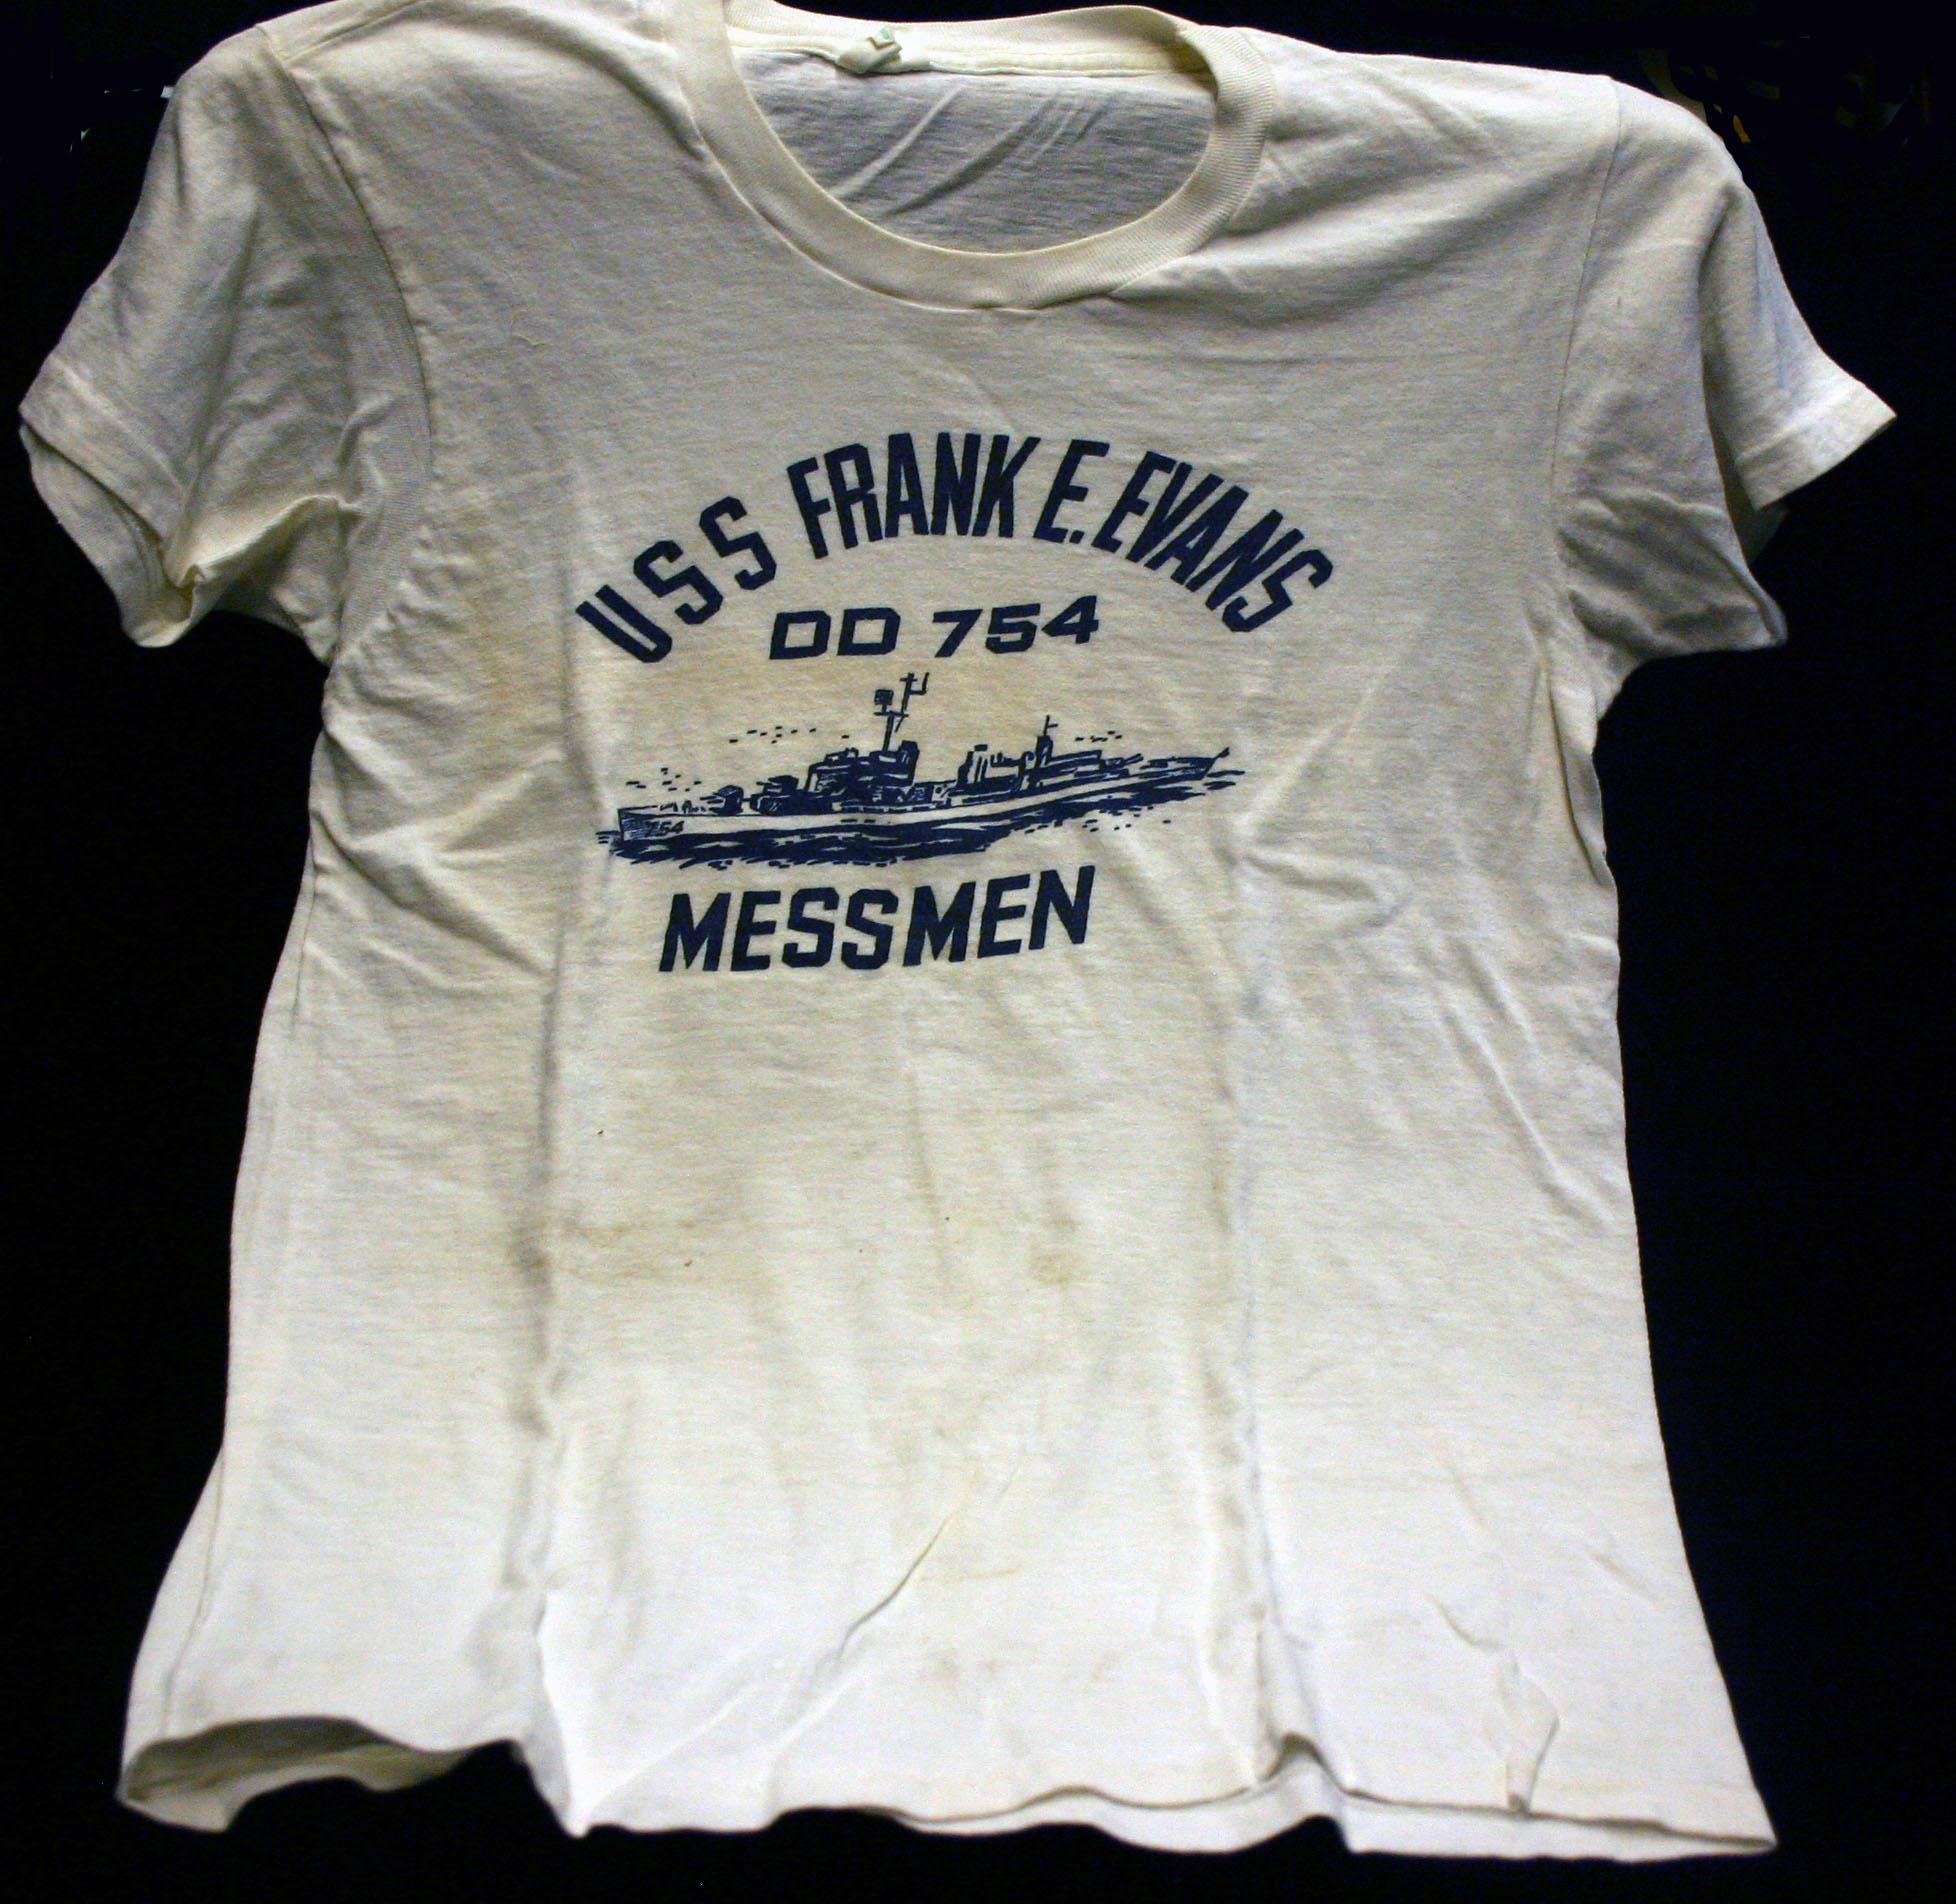 USS FRANK E. EVANS
DD 754
754
MESSMEN